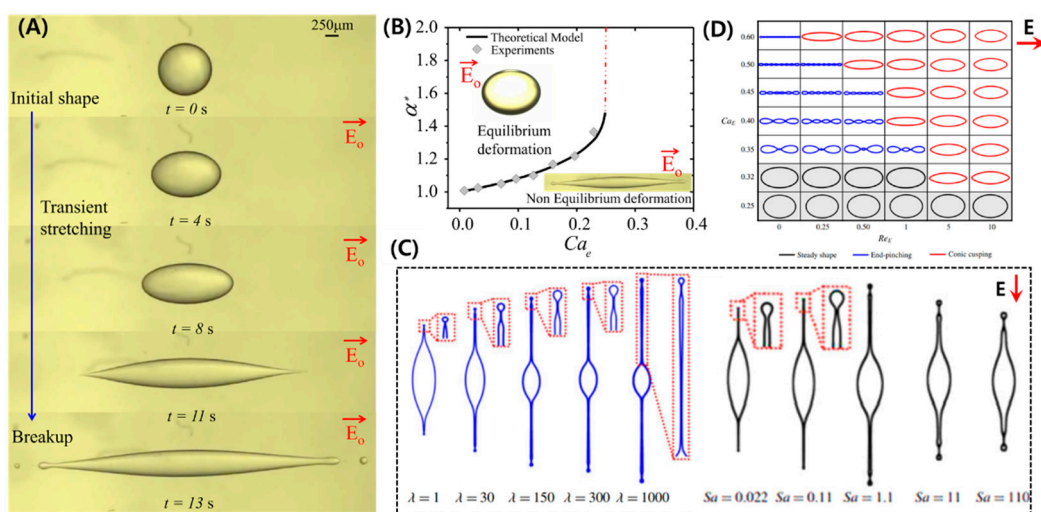 (A)
250μm
Initial shape
t = 0 s
E₀
Transient
stretching
t = 4 s
E₀
t = 8 s
E₀
t = 11 s
Breakup
E₀
t = 13 s
(B)
Theoretical Model
Experiments
E₀
Equilibrium
deformation
E₀
Non Equilibrium deformation
α*
1.8
1.6
1.4
1.2
1.0
0.0 0.1 0.2 0.3 0.4
Caₑ
(C)
E
λ = 1 λ = 30 λ = 150 λ = 300 λ = 1000
Sa = 0.022 Sa = 0.11 Sa = 1.1 Sa = 11 Sa = 110
(D)
E
0.60
0.50
0.45
Ca_E 0.40
0.35
0.32
0.25
0 0.25 0.50 1 5 10
Re_E
Steady shape End-pinching Conic cusping